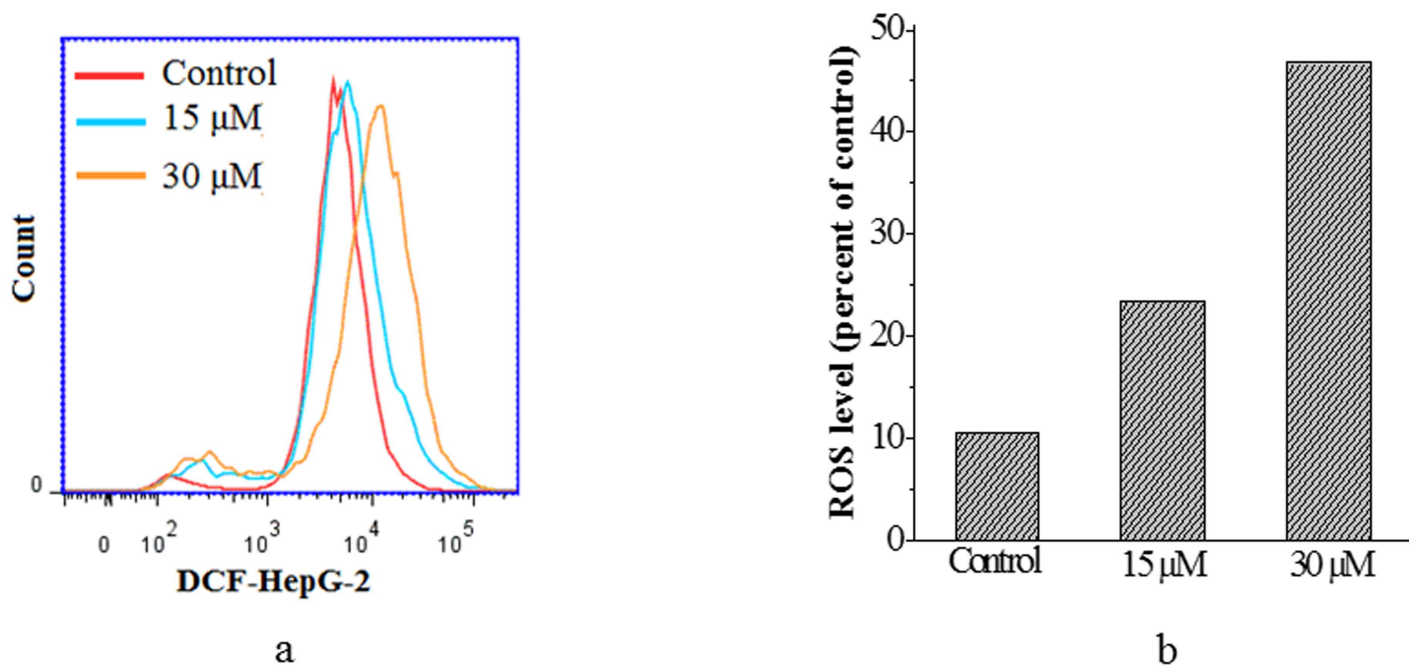 Control
15 μM
30 μM
Count
0
0 10² 10³ 10⁴ 10⁵
DCF-HepG-2
a
ROS level (percent of control)
50
40
30
20
10
0
Control 15 μM 30 μM
b